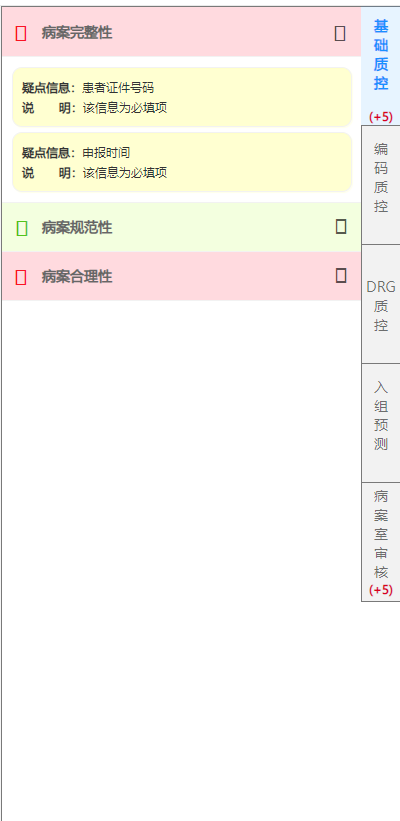 病案完整性
疑点信息：患者证件号码
说　　明：该信息为必填项
疑点信息：申报时间
说　　明：该信息为必填项
病案规范性
病案合理性
基
础
质
控
(+5)
编
码
质
控
DRG
质
控
入
组
预
测
病
案
室
审
核
(+5)